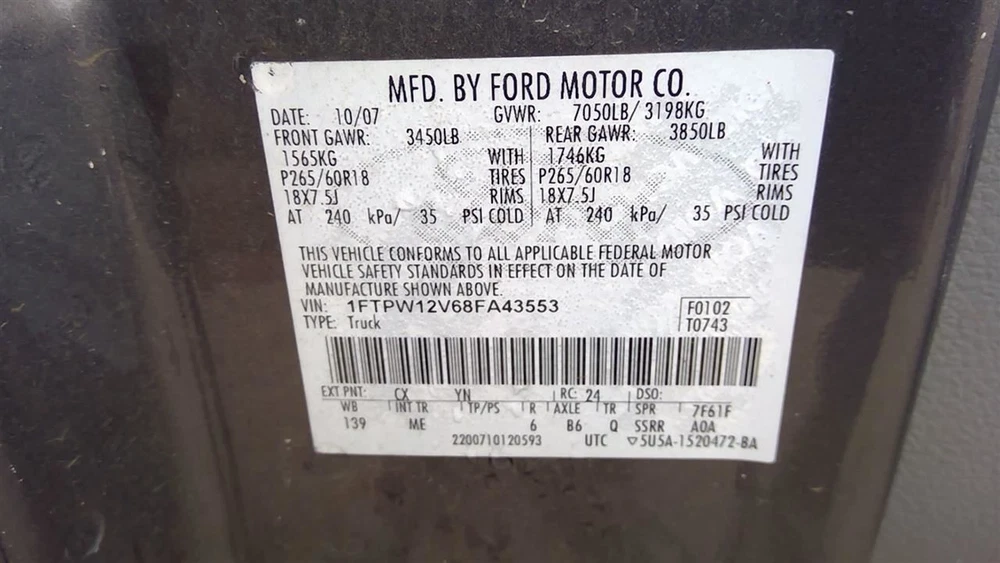 MFD. BY FORD MOTOR CO.
DATE: 10/07 GVWR: 7050LB/ 3198KG
FRONT GAWR: 3450LB REAR GAWR: 3850LB
1565KG WITH 1746KG WITH
P265/60R18 TIRES P265/60R18 TIRES
18X7.5J RIMS 18X7.5J RIMS
AT 240 kPa/ 35 PSI COLD AT 240 kPa/ 35 PSI COLD
THIS VEHICLE CONFORMS TO ALL APPLICABLE FEDERAL MOTOR
VEHICLE SAFETY STANDARDS IN EFFECT ON THE DATE OF
MANUFACTURE SHOWN ABOVE.
VIN: 1FTPW12V68FA43553 F0102
TYPE: Truck T0743
EXT PNT: CX YN RC: 24 DSO:
WB INT TR TP/PS R AXLE TR SPR 7F61F
139 ME 6 B6 Q SSRR A0A
2200710120593 UTC ▽5U5A-1520472-BA